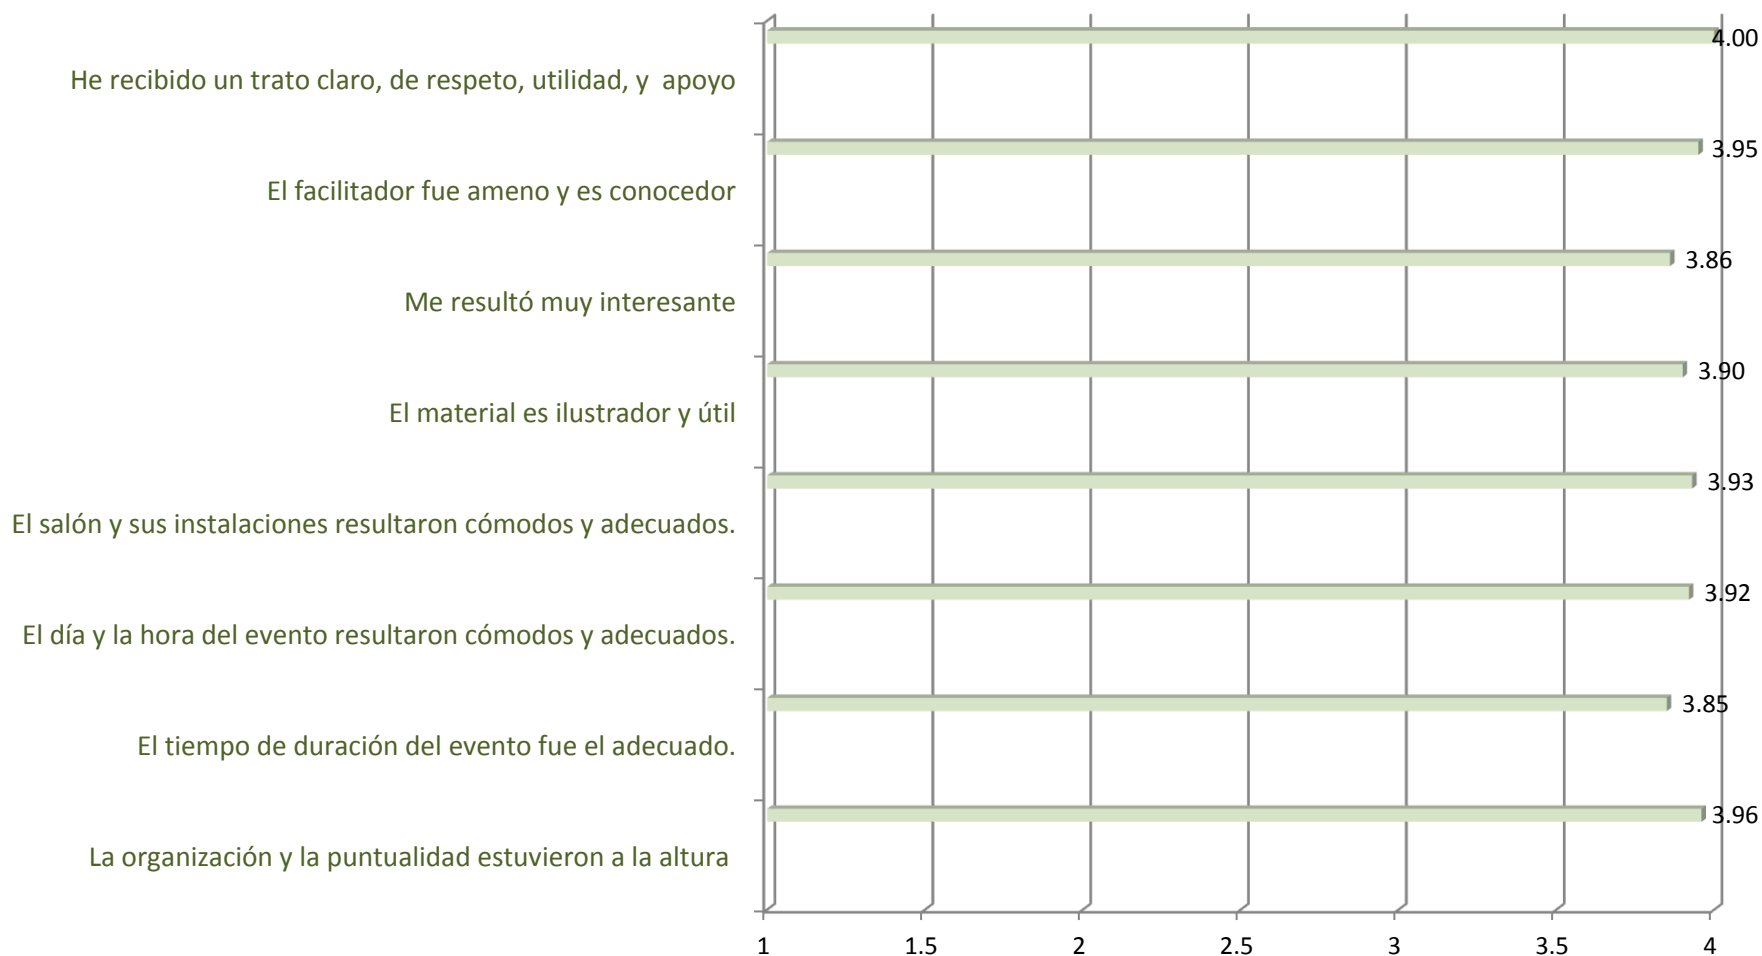 4.00
He recibido un trato claro, de respeto, utilidad, y  apoyo
3.95
El facilitador fue ameno y es conocedor
3.86
Me resultó muy interesante
3.90
El material es ilustrador y útil
3.93
El salón y sus instalaciones resultaron cómodos y adecuados.
3.92
El día y la hora del evento resultaron cómodos y adecuados.
3.85
El tiempo de duración del evento fue el adecuado.
3.96
La organización y la puntualidad estuvieron a la altura
1 1.5 2 2.5 3 3.5 4